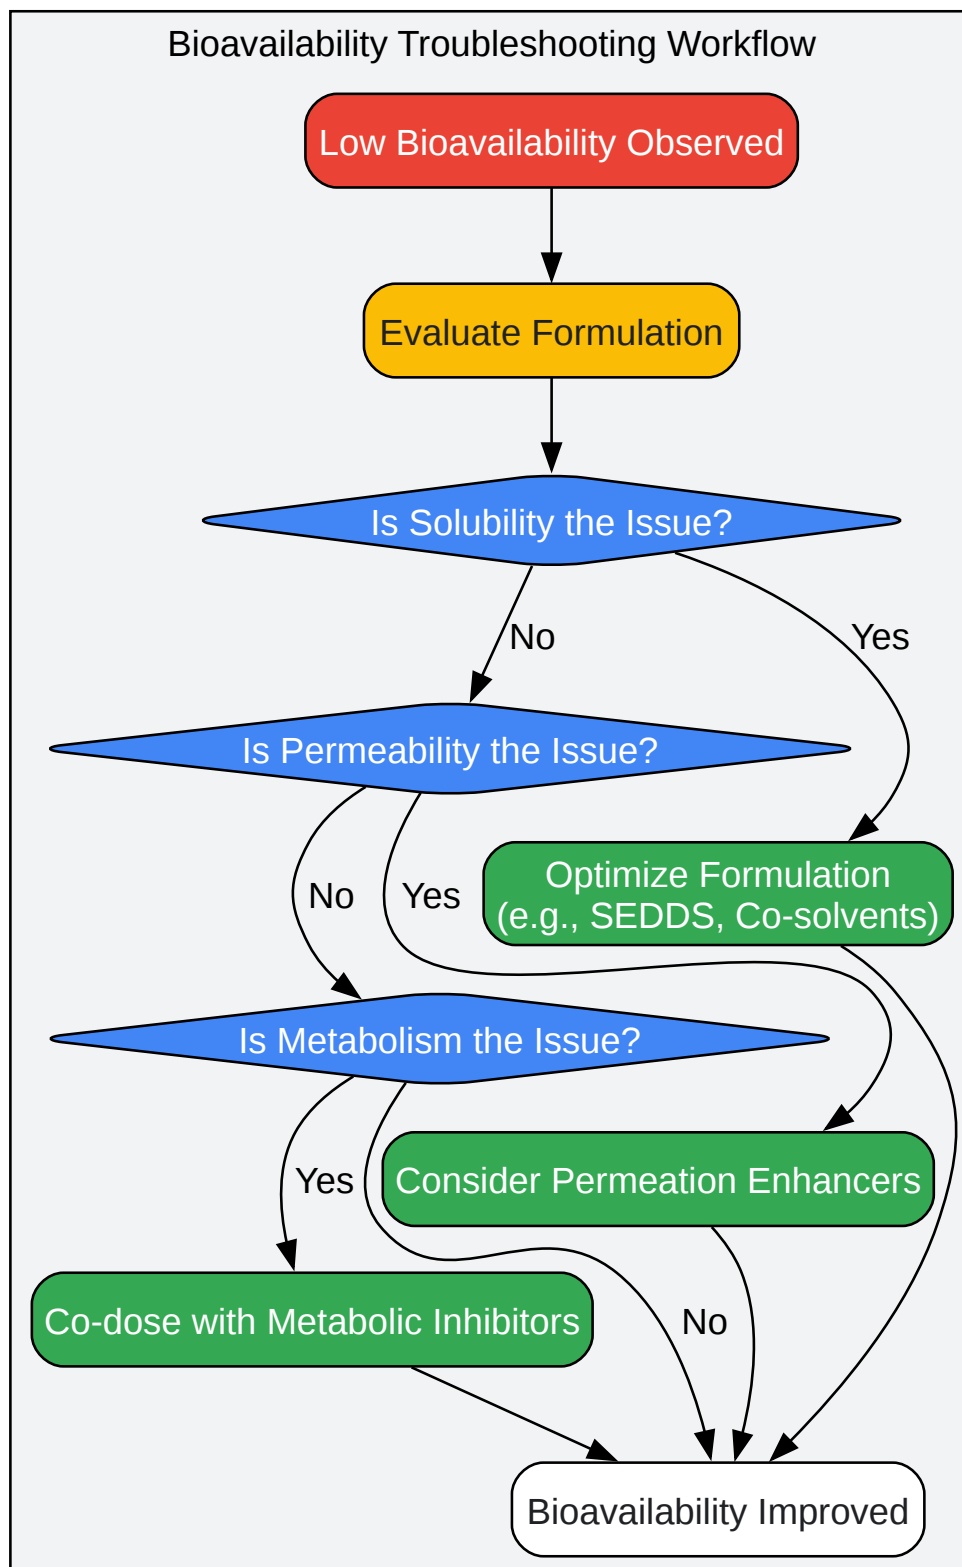 Bioavailability Troubleshooting Workflow
Low Bioavailability Observed
Evaluate Formulation
Is Solubility the Issue?
No
Yes
Is Permeability the Issue?
No
Yes
Optimize Formulation
(e.g., SEDDS, Co-solvents)
Is Metabolism the Issue?
Yes
Consider Permeation Enhancers
Co-dose with Metabolic Inhibitors
No
Bioavailability Improved